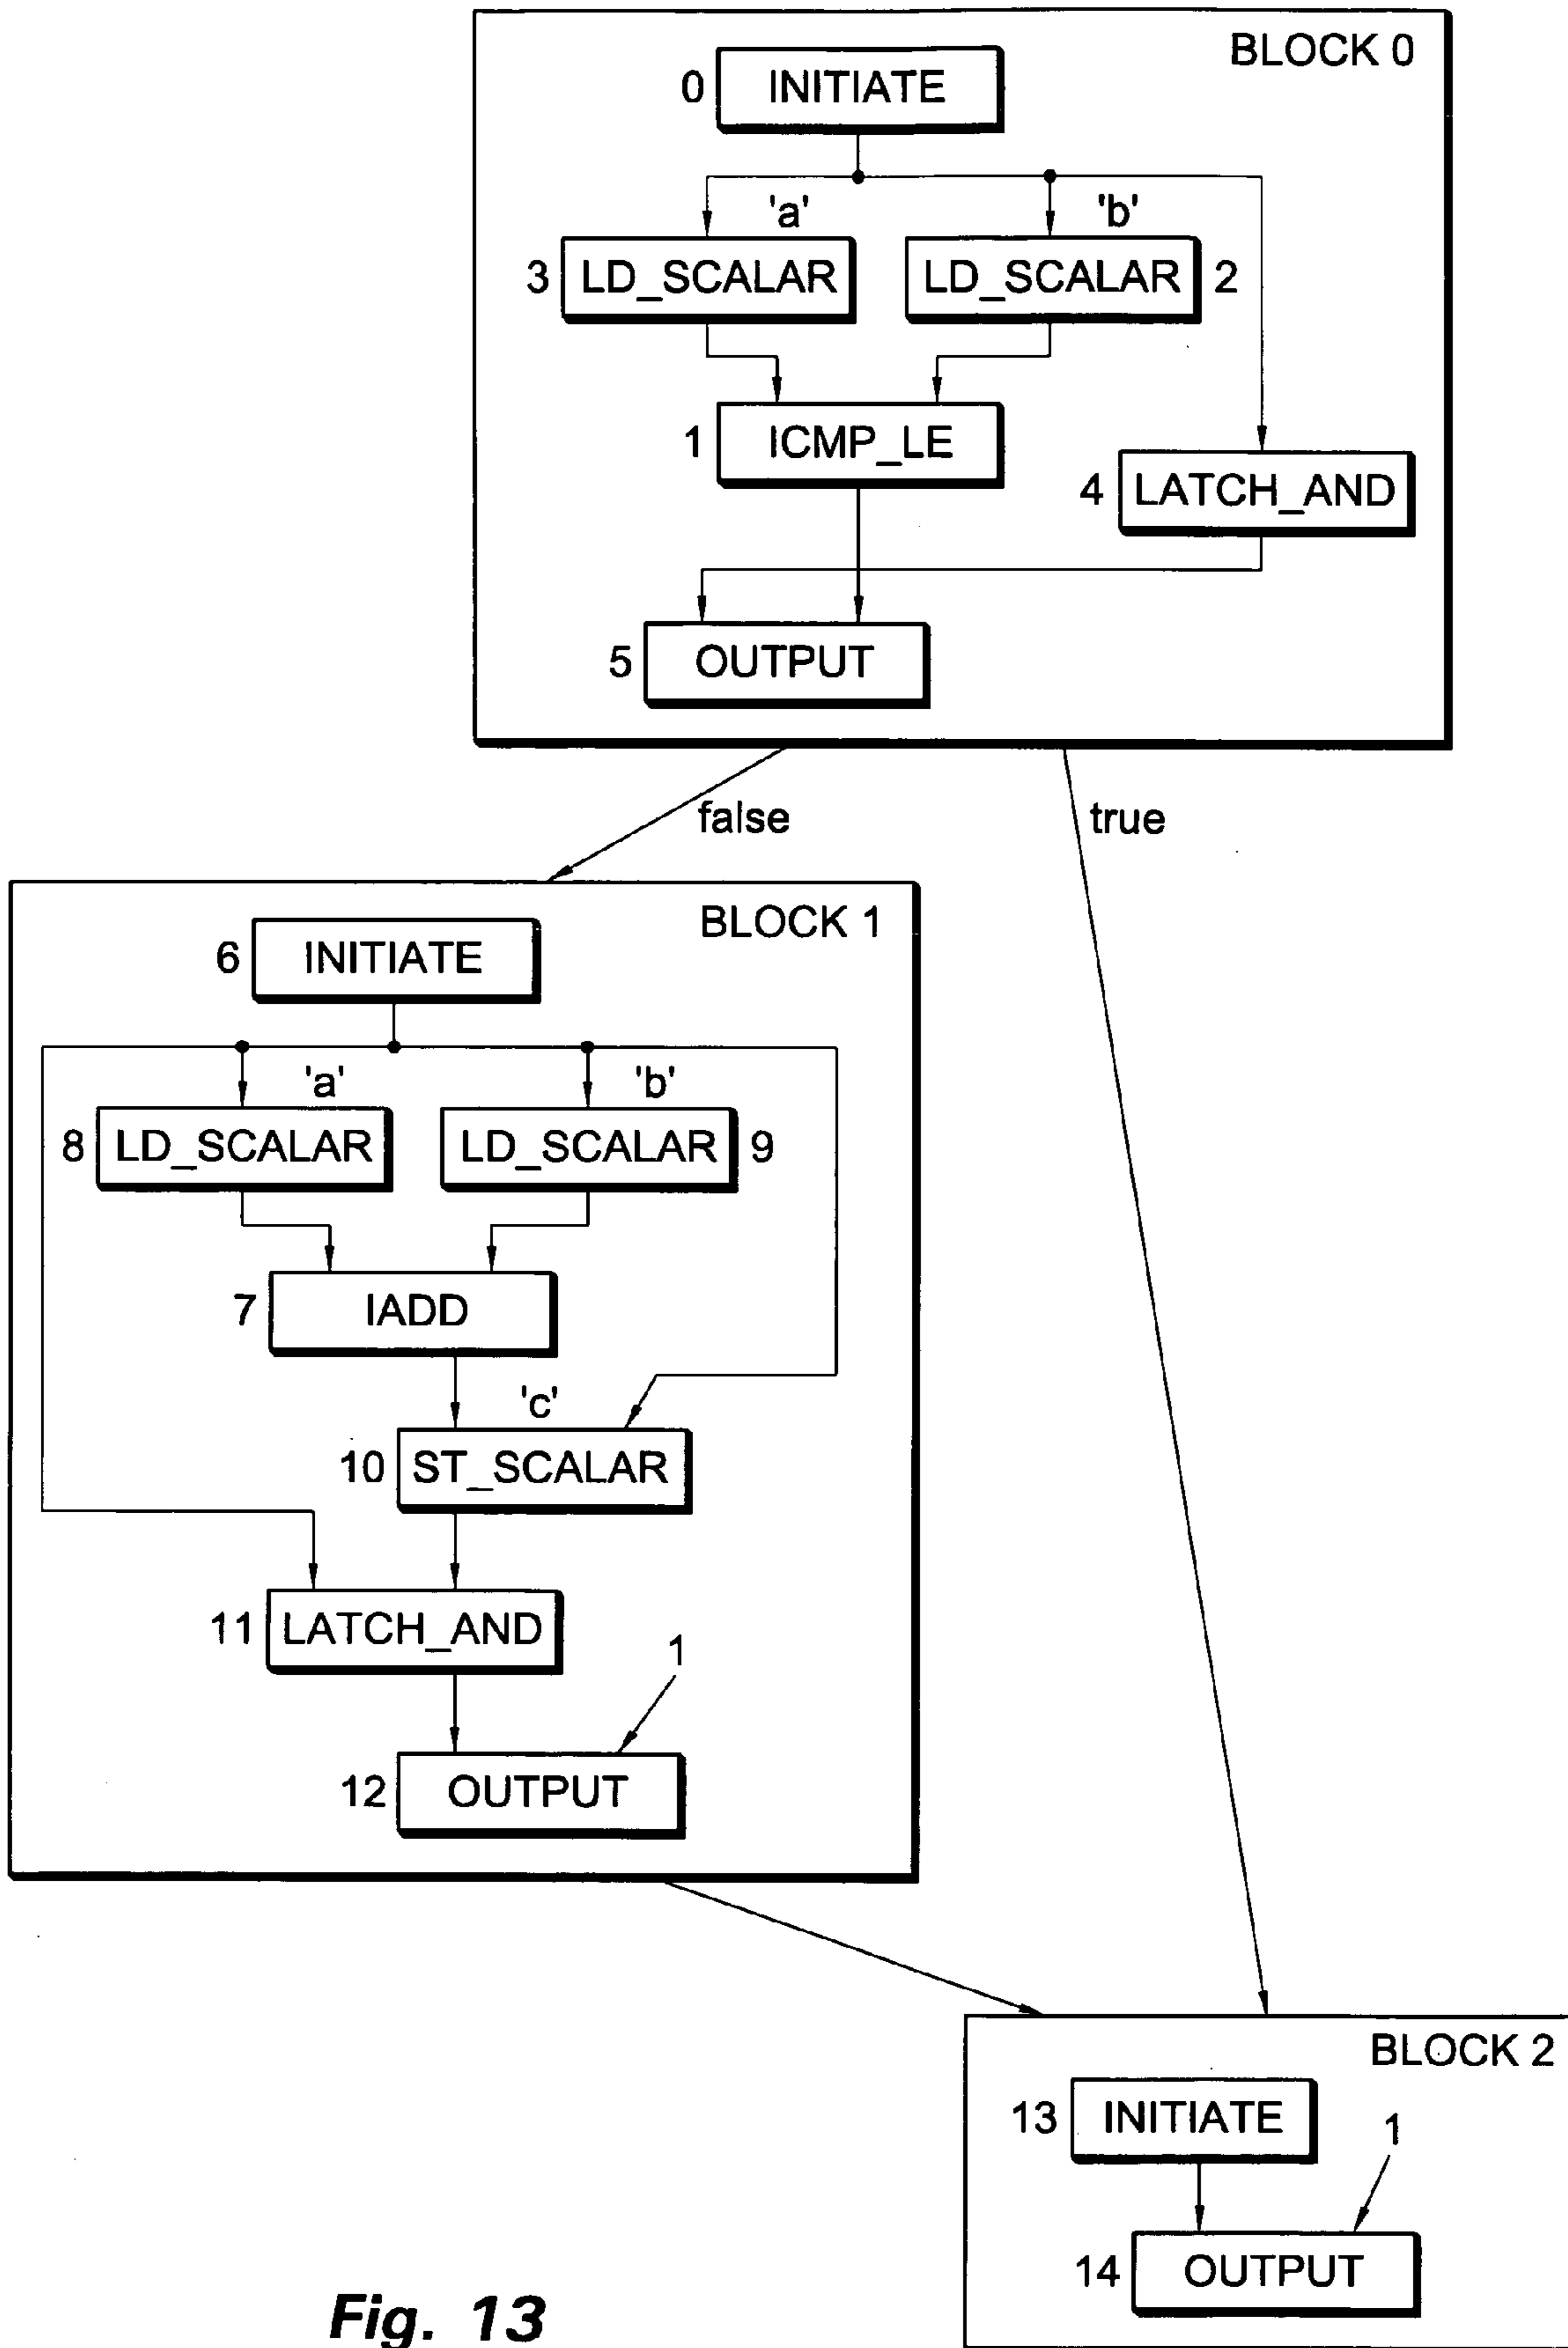 BLOCK 0
0 INITIATE
'a' 'b'
3 LD_SCALAR LD_SCALAR 2
1 ICMP_LE
4 LATCH_AND
5 OUTPUT
false true
BLOCK 1
6 INITIATE
'a' 'b'
8 LD_SCALAR LD_SCALAR 9
7 IADD
'c'
10 ST_SCALAR
11 LATCH_AND
1
12 OUTPUT
BLOCK 2
13 INITIATE
1
14 OUTPUT
Fig. 13